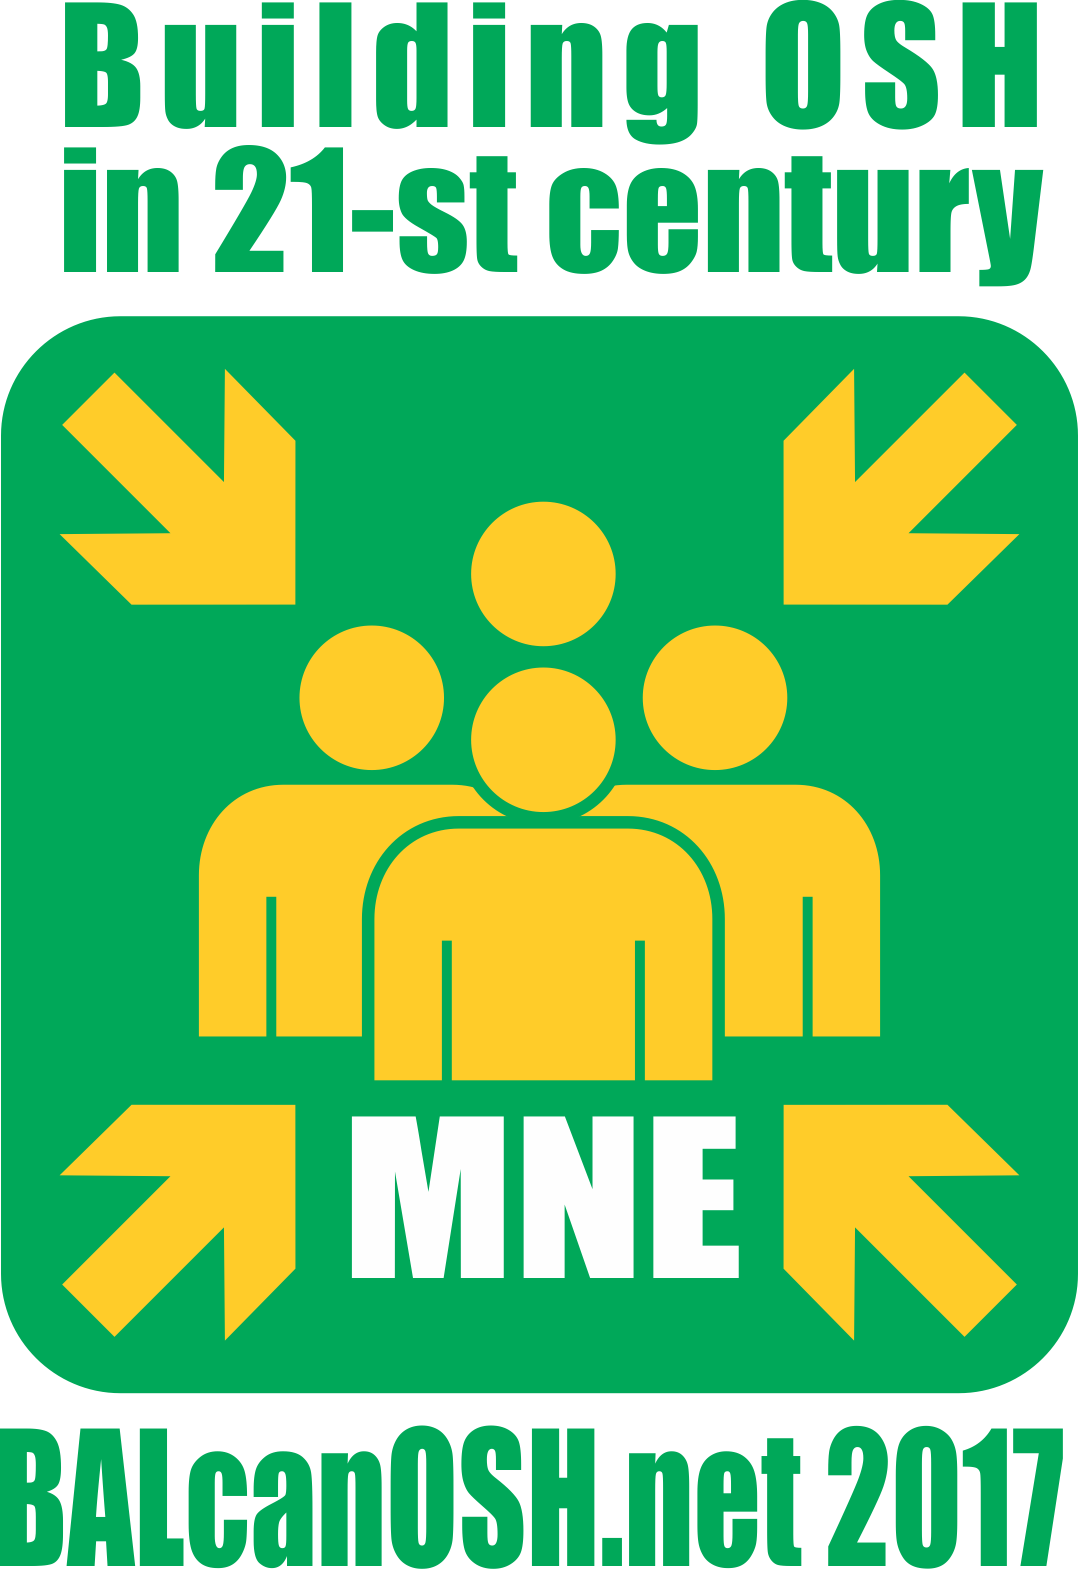 Building OSH
in 21-st century
MNE
BALcanOSH.net 2017